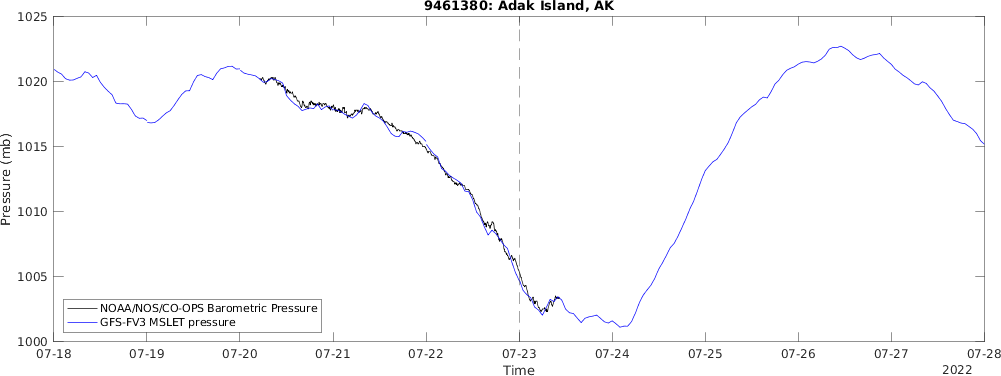 9461380: Adak Island, AK
1025
1020
1015
1010
1005
1000
Pressure (mb)
NOAA/NOS/CO-OPS Barometric Pressure
GFS-FV3 MSLET pressure
07-18 07-19 07-20 07-21 07-22 07-23 07-24 07-25 07-26 07-27 07-28
Time
2022